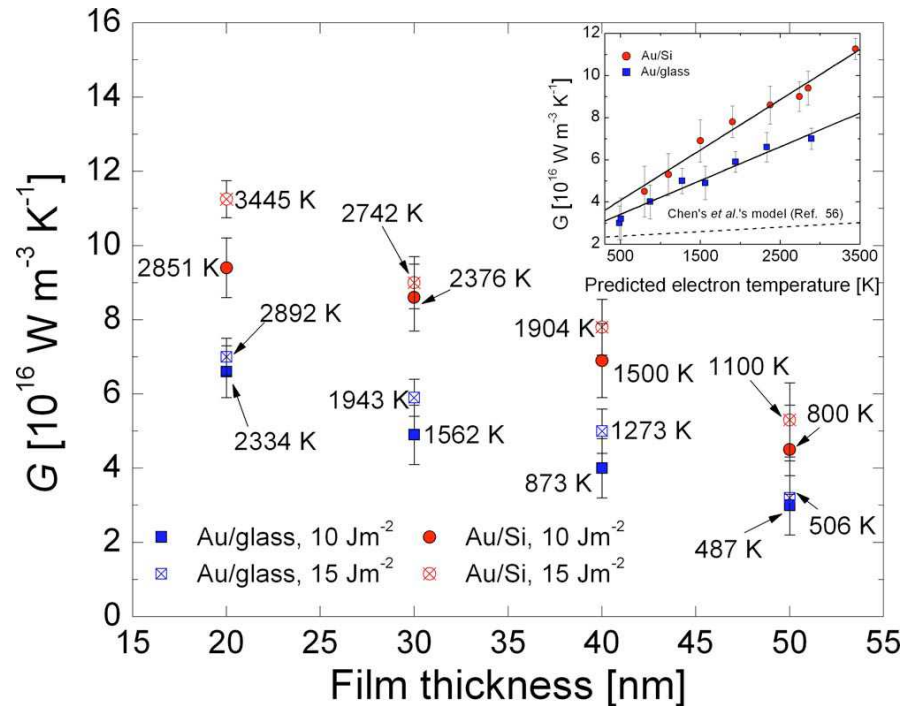 16
14
12
10
8
6
4
2
0
G [10¹⁶ W m⁻³ K⁻¹]
15 20 25 30 35 40 45 50 55
Film thickness [nm]
3445 K
2851 K
2892 K
2334 K
2742 K
2376 K
1943 K
1562 K
1904 K
1500 K
1273 K
873 K
1100 K
800 K
506 K
487 K
Au/glass, 10 Jm⁻² Au/Si, 10 Jm⁻²
Au/glass, 15 Jm⁻² Au/Si, 15 Jm⁻²
12
10
8
6
4
2
G [10¹⁶ W m⁻³ K⁻¹]
Au/Si
Au/glass
Chen's et al.'s model (Ref. 56)
500 1500 2500 3500
Predicted electron temperature [K]